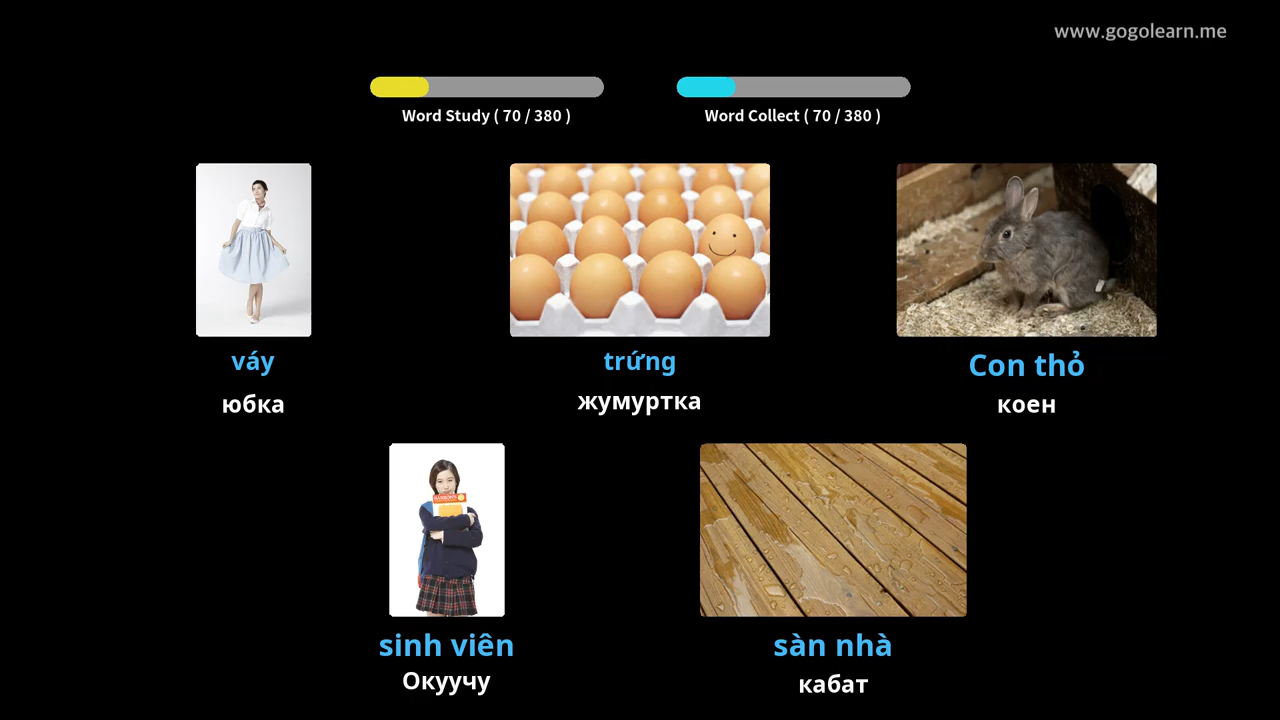 www.gogolearn.me
Word Study ( 70 / 380 )
Word Collect ( 70 / 380 )
váy
юбка
trứng
жумуртка
Con thỏ
коен
sinh viên
Окуучу
sàn nhà
кабат